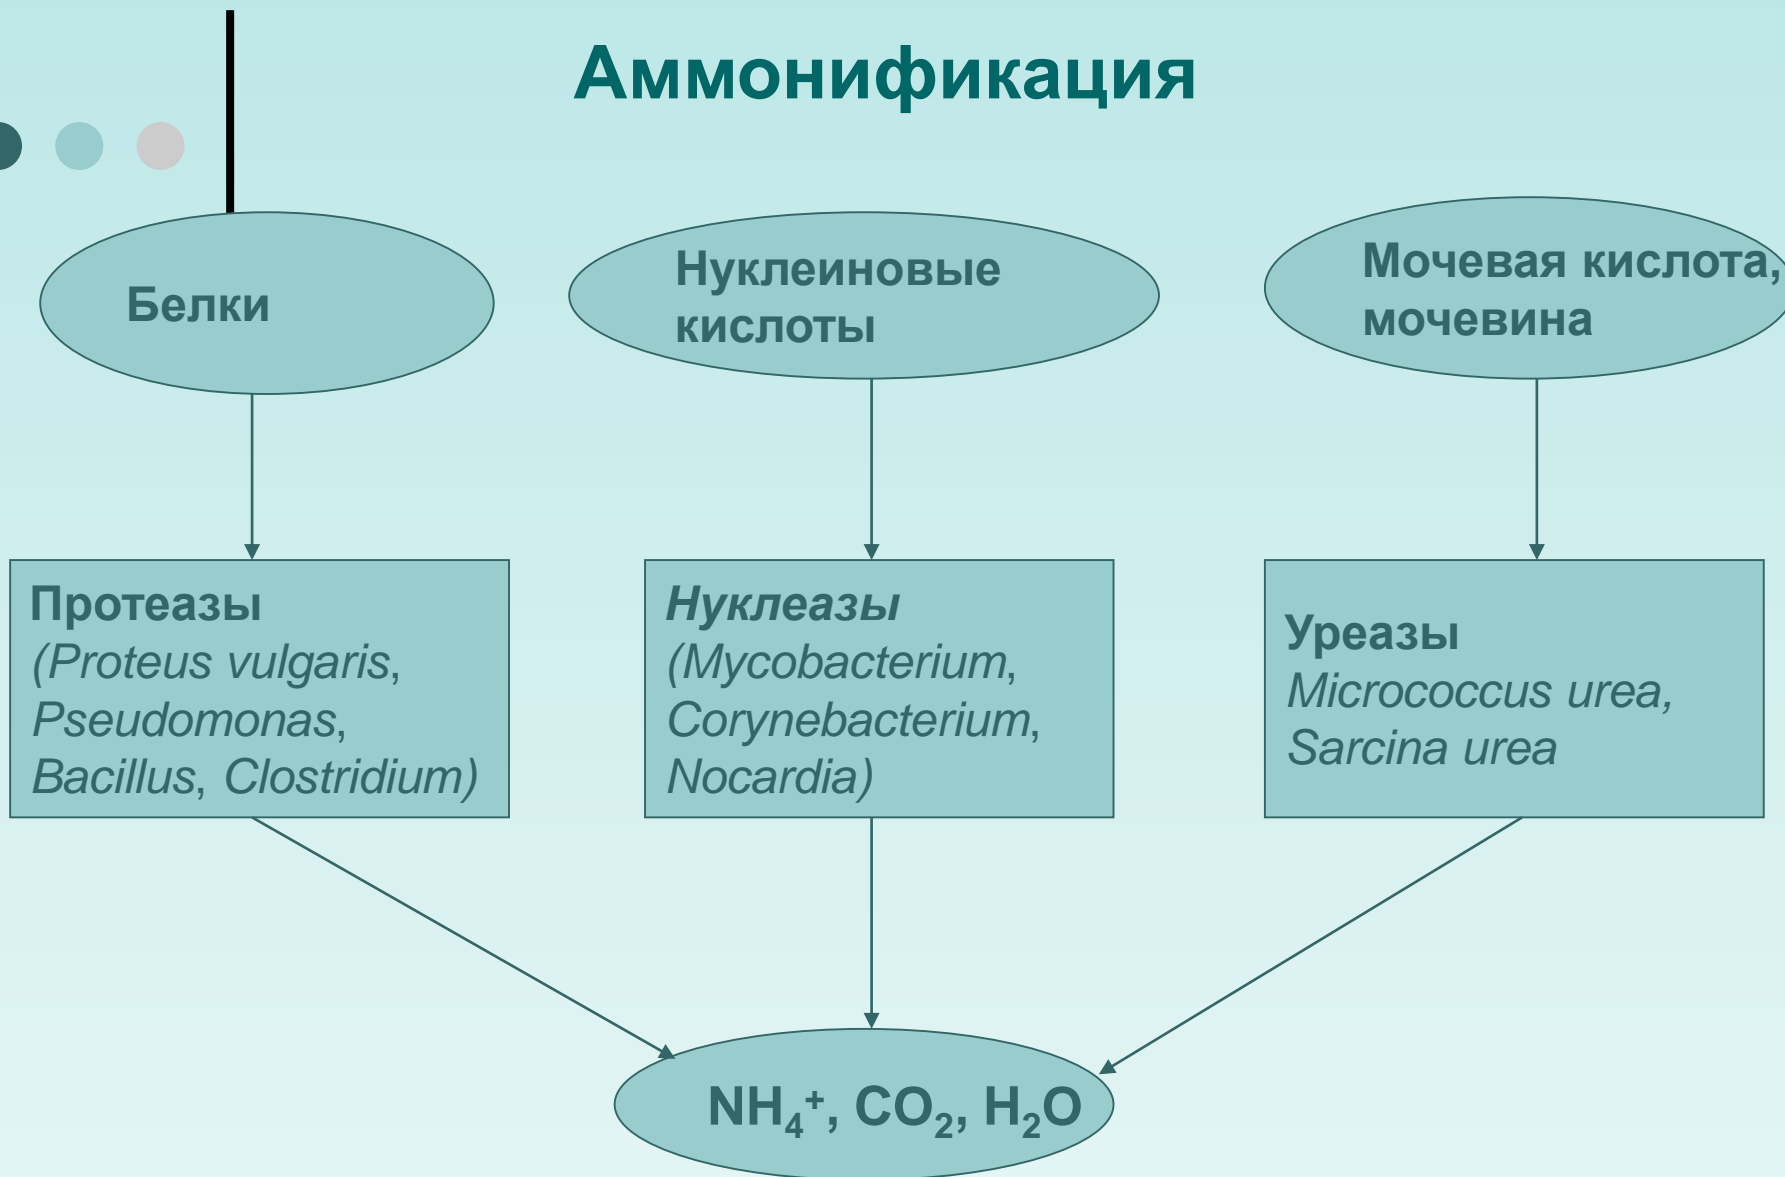 Аммонификация
Белки
Нуклеиновые
кислоты
Мочевая кислота,
мочевина
Протеазы
(Proteus vulgaris,
Pseudomonas,
Bacillus, Clostridium)
Нуклеазы
(Mycobacterium,
Corynebacterium,
Nocardia)
Уреазы
Micrococcus urea,
Sarcina urea
NH₄⁺, CO₂, H₂O